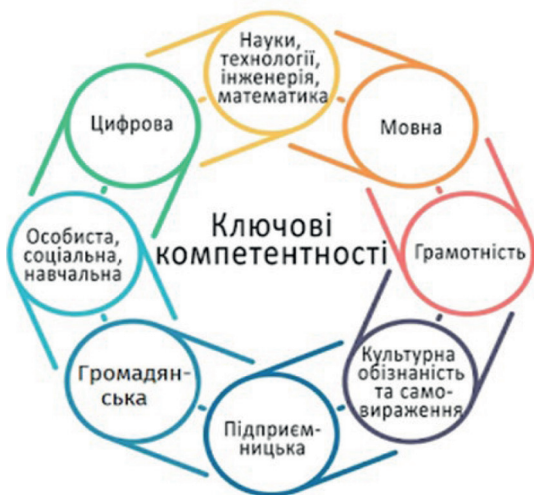 Науки,
технології,
інженерія,
математика
Мовна
Грамотність
Культурна
обізнаність
та само-
вираження
Підприєм-
ницька
Громадян-
ська
Особиста,
соціальна,
навчальна
Цифрова
Ключові
компетентності